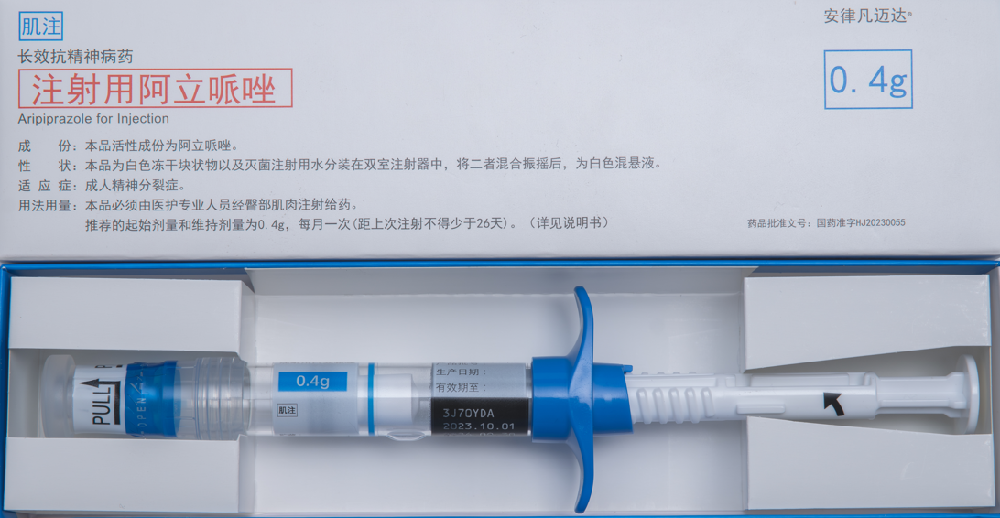 肌注
安律凡迈达®
长效抗精神病药
注射用阿立哌唑
0.4g
Aripiprazole for Injection
成 份：本品活性成份为阿立哌唑。
性 状：本品为白色冻干块状物以及灭菌注射用水分装在双室注射器中，将二者混合振摇后，为白色混悬液。
适 应 症：成人精神分裂症。
用法用量：本品必须由医护专业人员经臀部肌肉注射给药。
推荐的起始剂量和维持剂量为0.4g，每月一次(距上次注射不得少于26天)。（详见说明书）
药品批准文号：国药准字HJ20230055
PULL
OPEN
0.4g
肌注
生产日期：
有效期至：
3J70YDA
2023.10.01